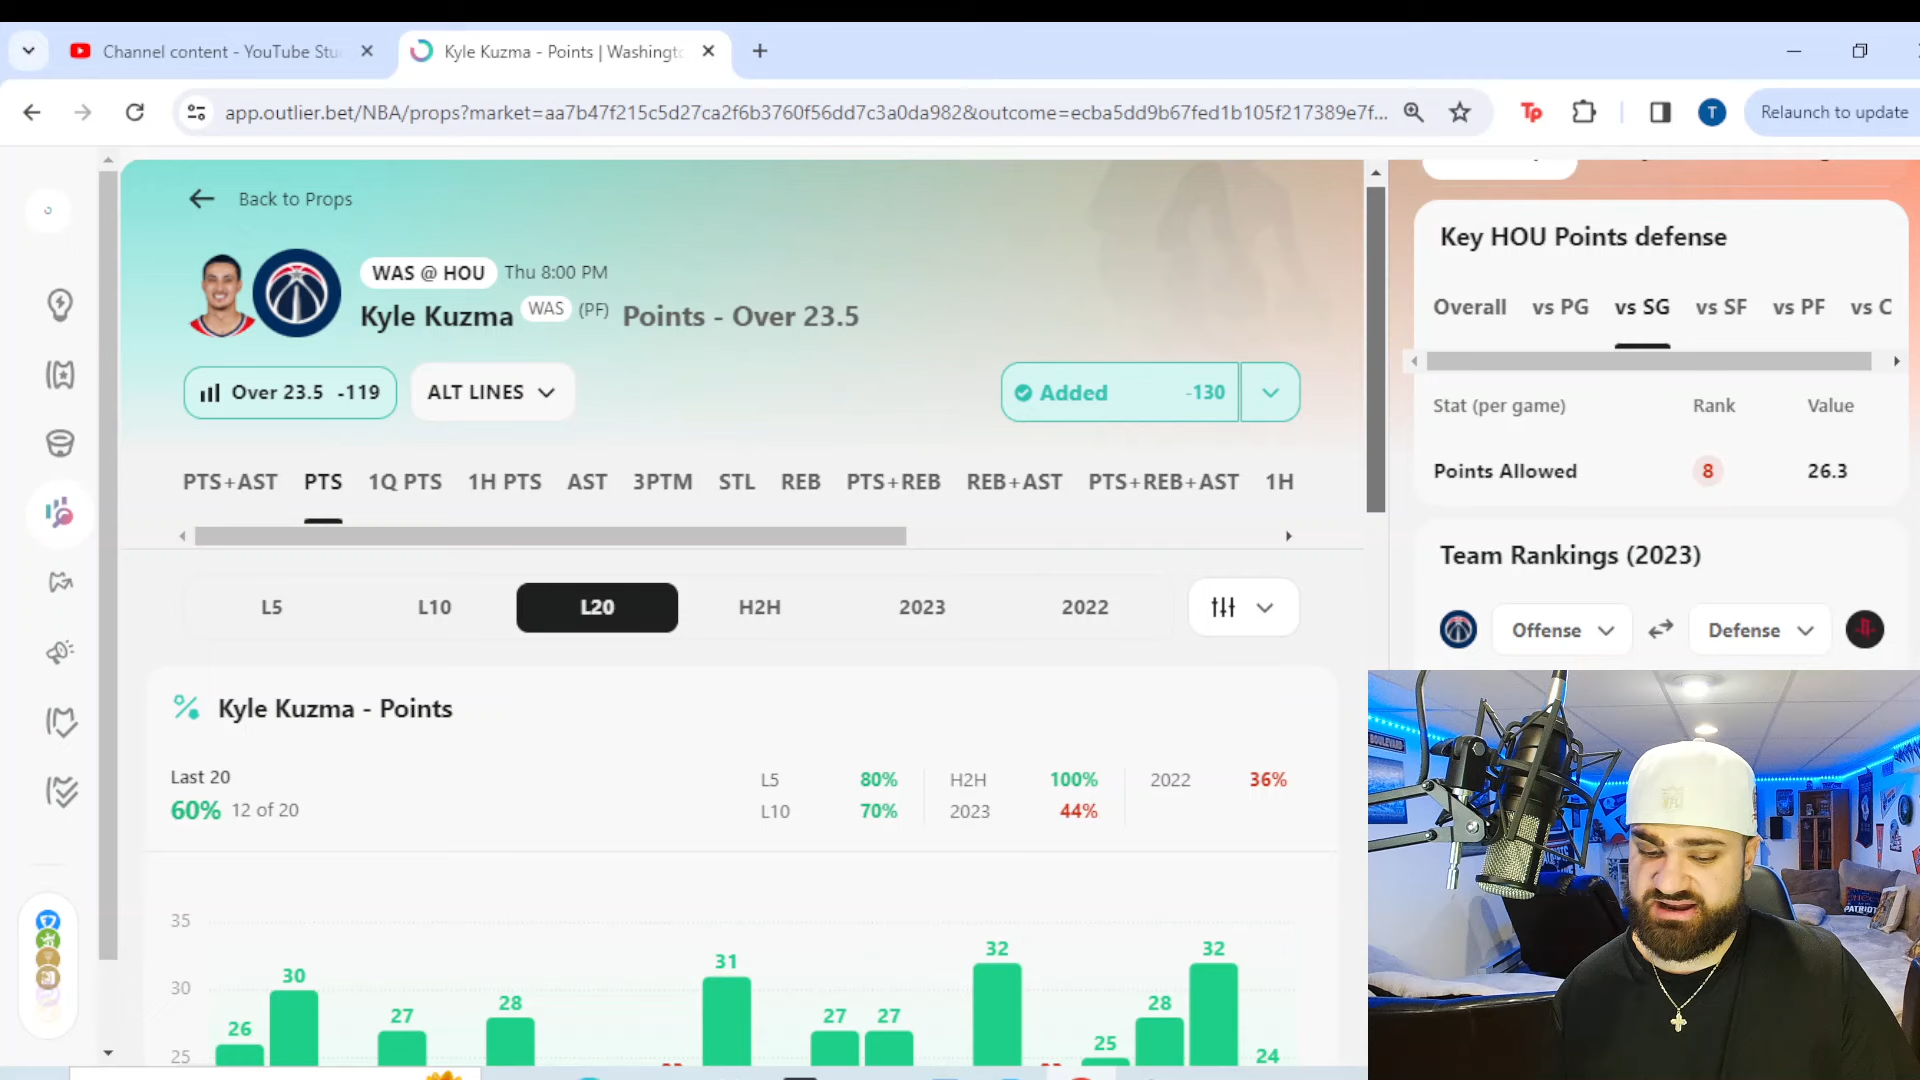 Channel content - YouTube Stu
Kyle Kuzma - Points | Washingt
app.outlier.bet/NBA/props?market=aa7b47f215c5d27ca2f6b3760f56dd7c3a0da982&outcome=ecba5dd9b67fed1b105f217389e7f...
Tp
T
Relaunch to update
Back to Props
WAS @ HOU Thu 8:00 PM
Kyle Kuzma WAS (PF) Points - Over 23.5
Over 23.5 -119
ALT LINES
Added -130
PTS+AST PTS 1Q PTS 1H PTS AST 3PTM STL REB PTS+REB REB+AST PTS+REB+AST 1H
L5 L10 L20 H2H 2023 2022
Kyle Kuzma - Points
Last 20
60% 12 of 20
L5 80% H2H 100% 2022 36%
L10 70% 2023 44%
35
30
25
26 30 27 28 31 27 27 32 25 28 32 24
Key HOU Points defense
Overall vs PG vs SG vs SF vs PF vs C
Stat (per game) Rank Value
Points Allowed 8 26.3
Team Rankings (2023)
Offense Defense
BOULEVARD
NFL
PATRIOT